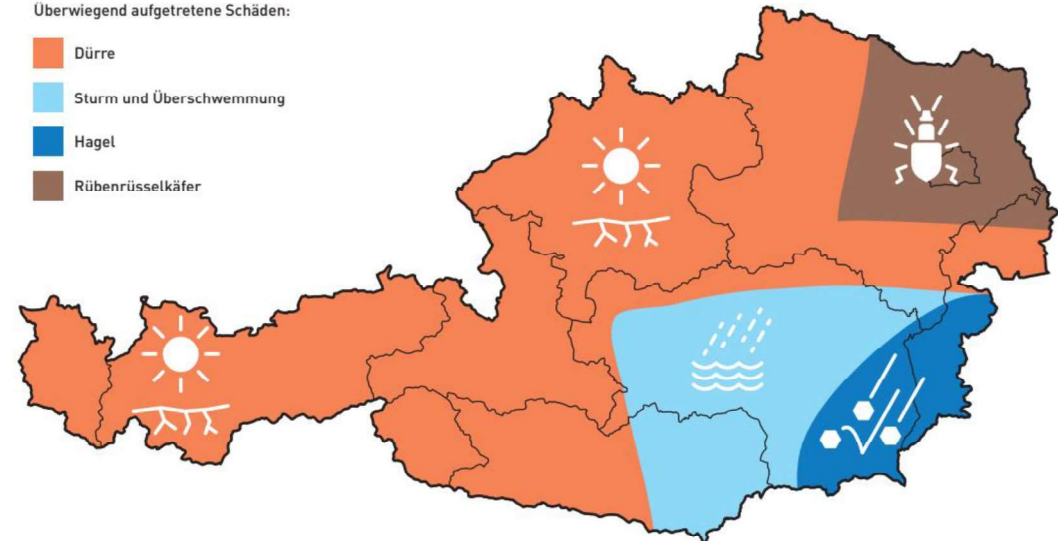 Überwiegend aufgetretene Schäden:
Dürre
Sturm und Überschwemmung
Hagel
Rübenrüsselkäfer